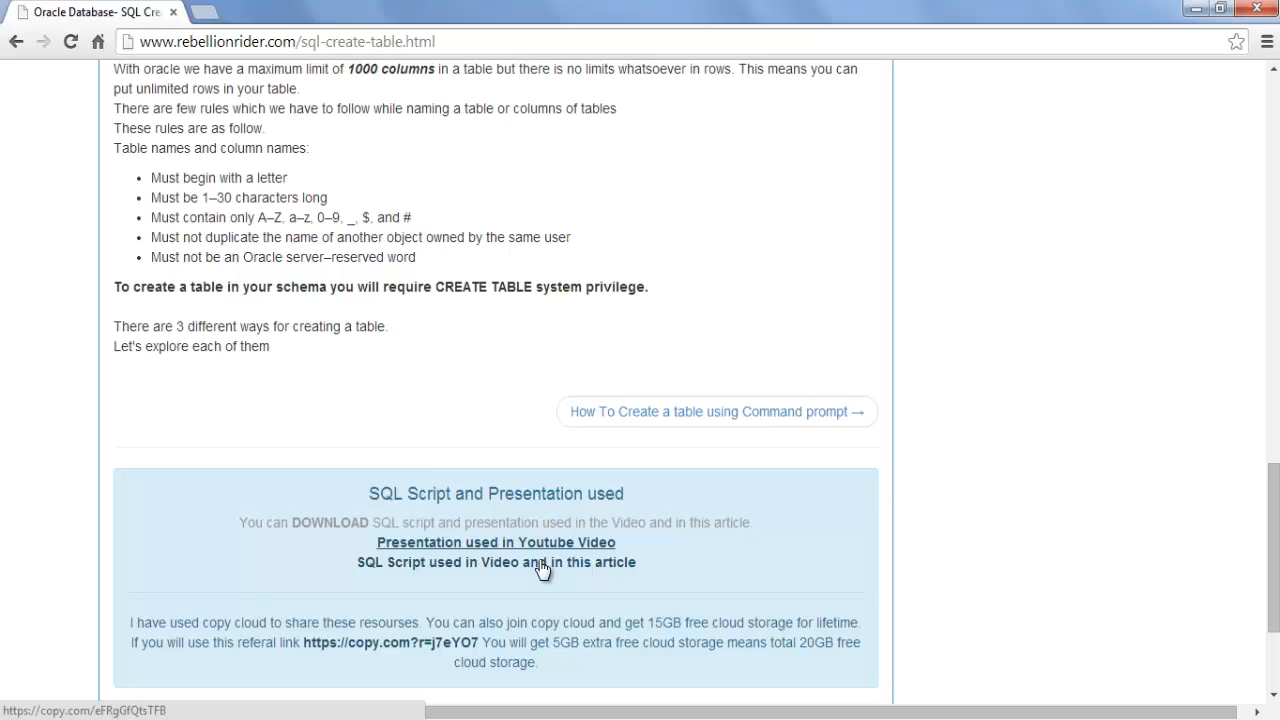 Oracle Database- SQL Cre
www.rebellionrider.com/sql-create-table.html
With oracle we have a maximum limit of 1000 columns in a table but there is no limits whatsoever in rows. This means you can
put unlimited rows in your table.
There are few rules which we have to follow while naming a table or columns of tables
These rules are as follow.
Table names and column names:
• Must begin with a letter
• Must be 1–30 characters long
• Must contain only A–Z, a–z, 0–9, _, $, and #
• Must not duplicate the name of another object owned by the same user
• Must not be an Oracle server–reserved word
To create a table in your schema you will require CREATE TABLE system privilege.
There are 3 different ways for creating a table.
Let's explore each of them
How To Create a table using Command prompt →
SQL Script and Presentation used
You can DOWNLOAD SQL script and presentation used in the Video and in this article.
Presentation used in Youtube Video
SQL Script used in Video and in this article
I have used copy cloud to share these resourses. You can also join copy cloud and get 15GB free cloud storage for lifetime.
If you will use this referal link https://copy.com?r=j7eYO7 You will get 5GB extra free cloud storage means total 20GB free
cloud storage.
https://copy.com/eFRgGfQtsTFB